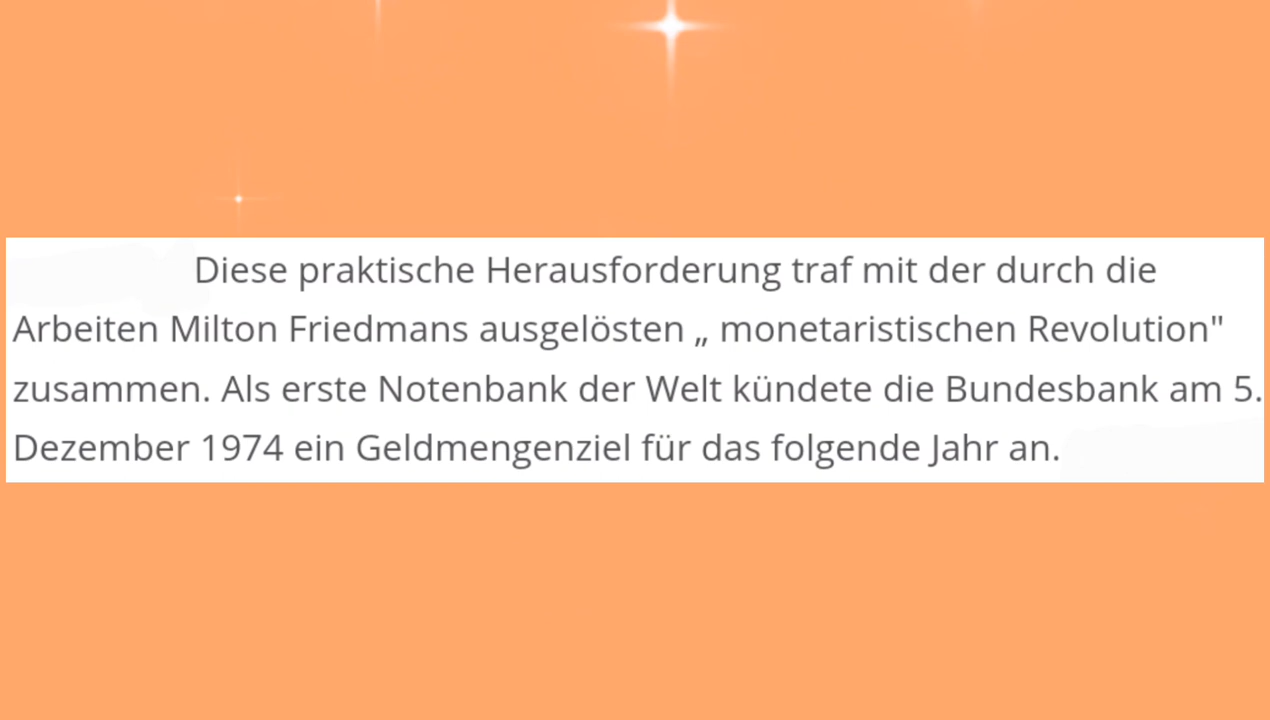 Diese praktische Herausforderung traf mit der durch die
Arbeiten Milton Friedmans ausgelösten „ monetaristischen Revolution"
zusammen. Als erste Notenbank der Welt kündete die Bundesbank am 5.
Dezember 1974 ein Geldmengenziel für das folgende Jahr an.